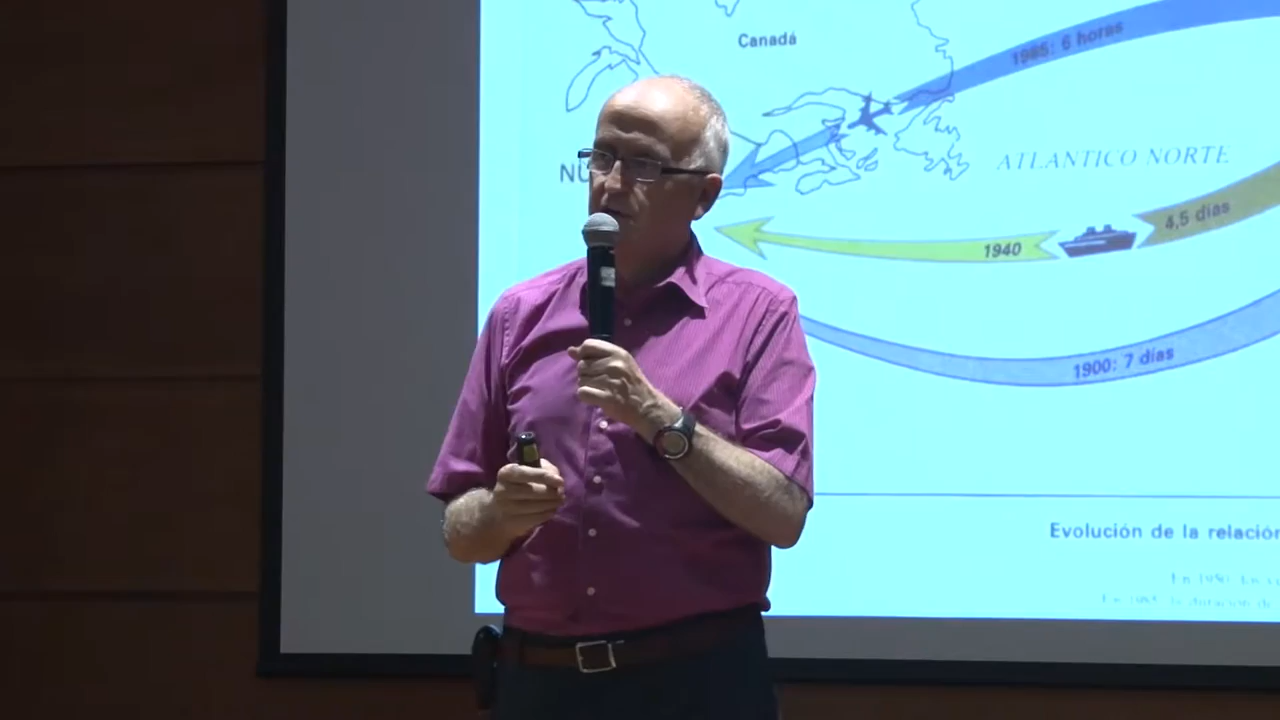 Canadá
1985: 6 horas
ATLANTICO NORTE
4,5 días
1940
1900: 7 días
Evolución de la relación